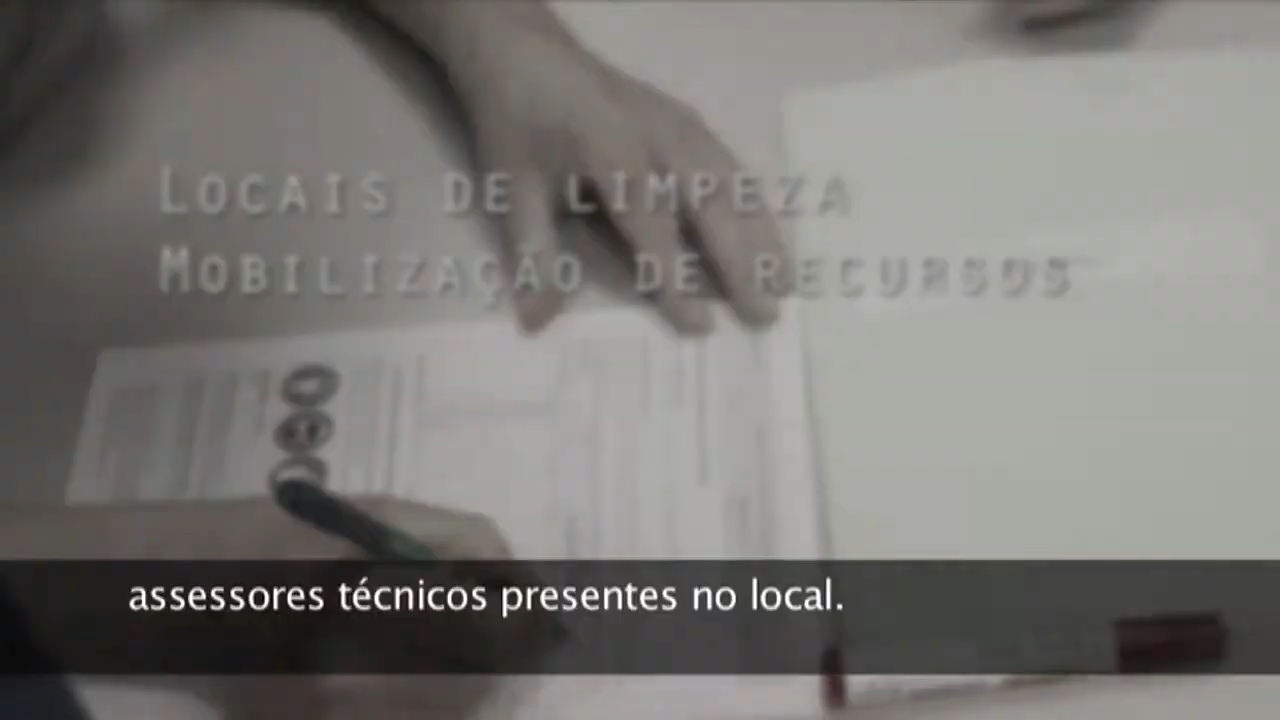 Locais de limpeza
Mobilização de recursos
assessores técnicos presentes no local.